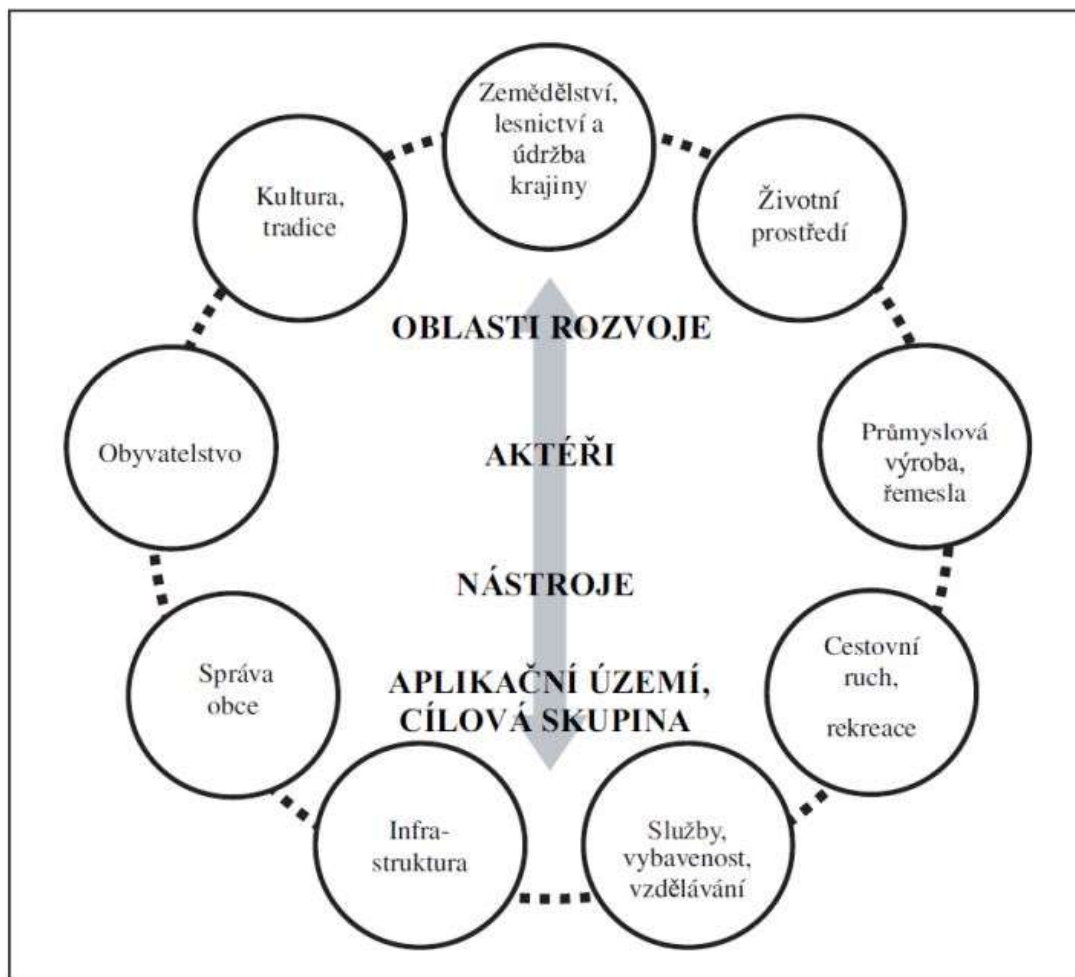 Zemědělství,
lesnictví a
údržba
krajiny
Kultura,
tradice
Životní
prostředí
OBLASTI ROZVOJE
Obyvatelstvo
AKTÉŘI
Průmyslová
výroba,
řemesla
NÁSTROJE
Správa
obce
APLIKAČNÍ ÚZEMÍ,
CÍLOVÁ SKUPINA
Cestovní
ruch,
rekreace
Infra-
struktura
Služby,
vybavenost,
vzdělávání